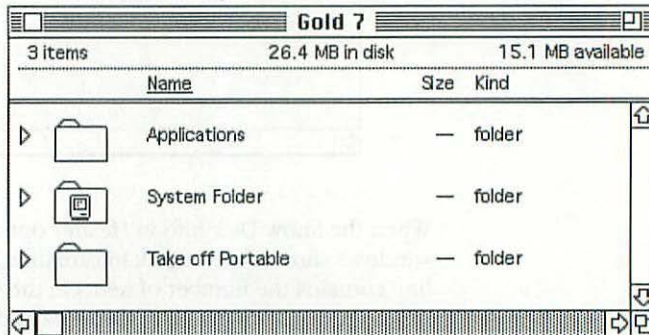 Gold 7
3 items 26.4 MB in disk 15.1 MB available
Name Size Kind
Applications — folder
System Folder — folder
Take off Portable — folder